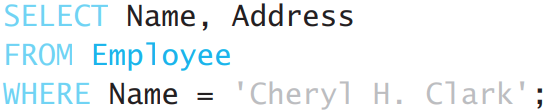 SELECT Name, Address
FROM Employee
WHERE Name = 'Cheryl H. Clark';